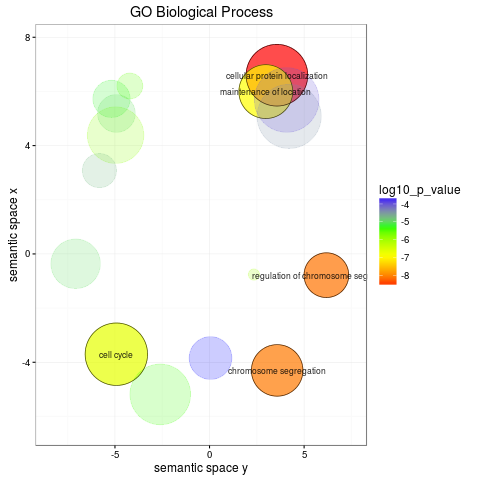 GO Biological Process
8
4
0
-4
semantic space x
cellular protein localization
maintenance of location
regulation of chromosome seg
cell cycle
chromosome segregation
-5
0
5
semantic space y
log10_p_value
-4
-5
-6
-7
-8